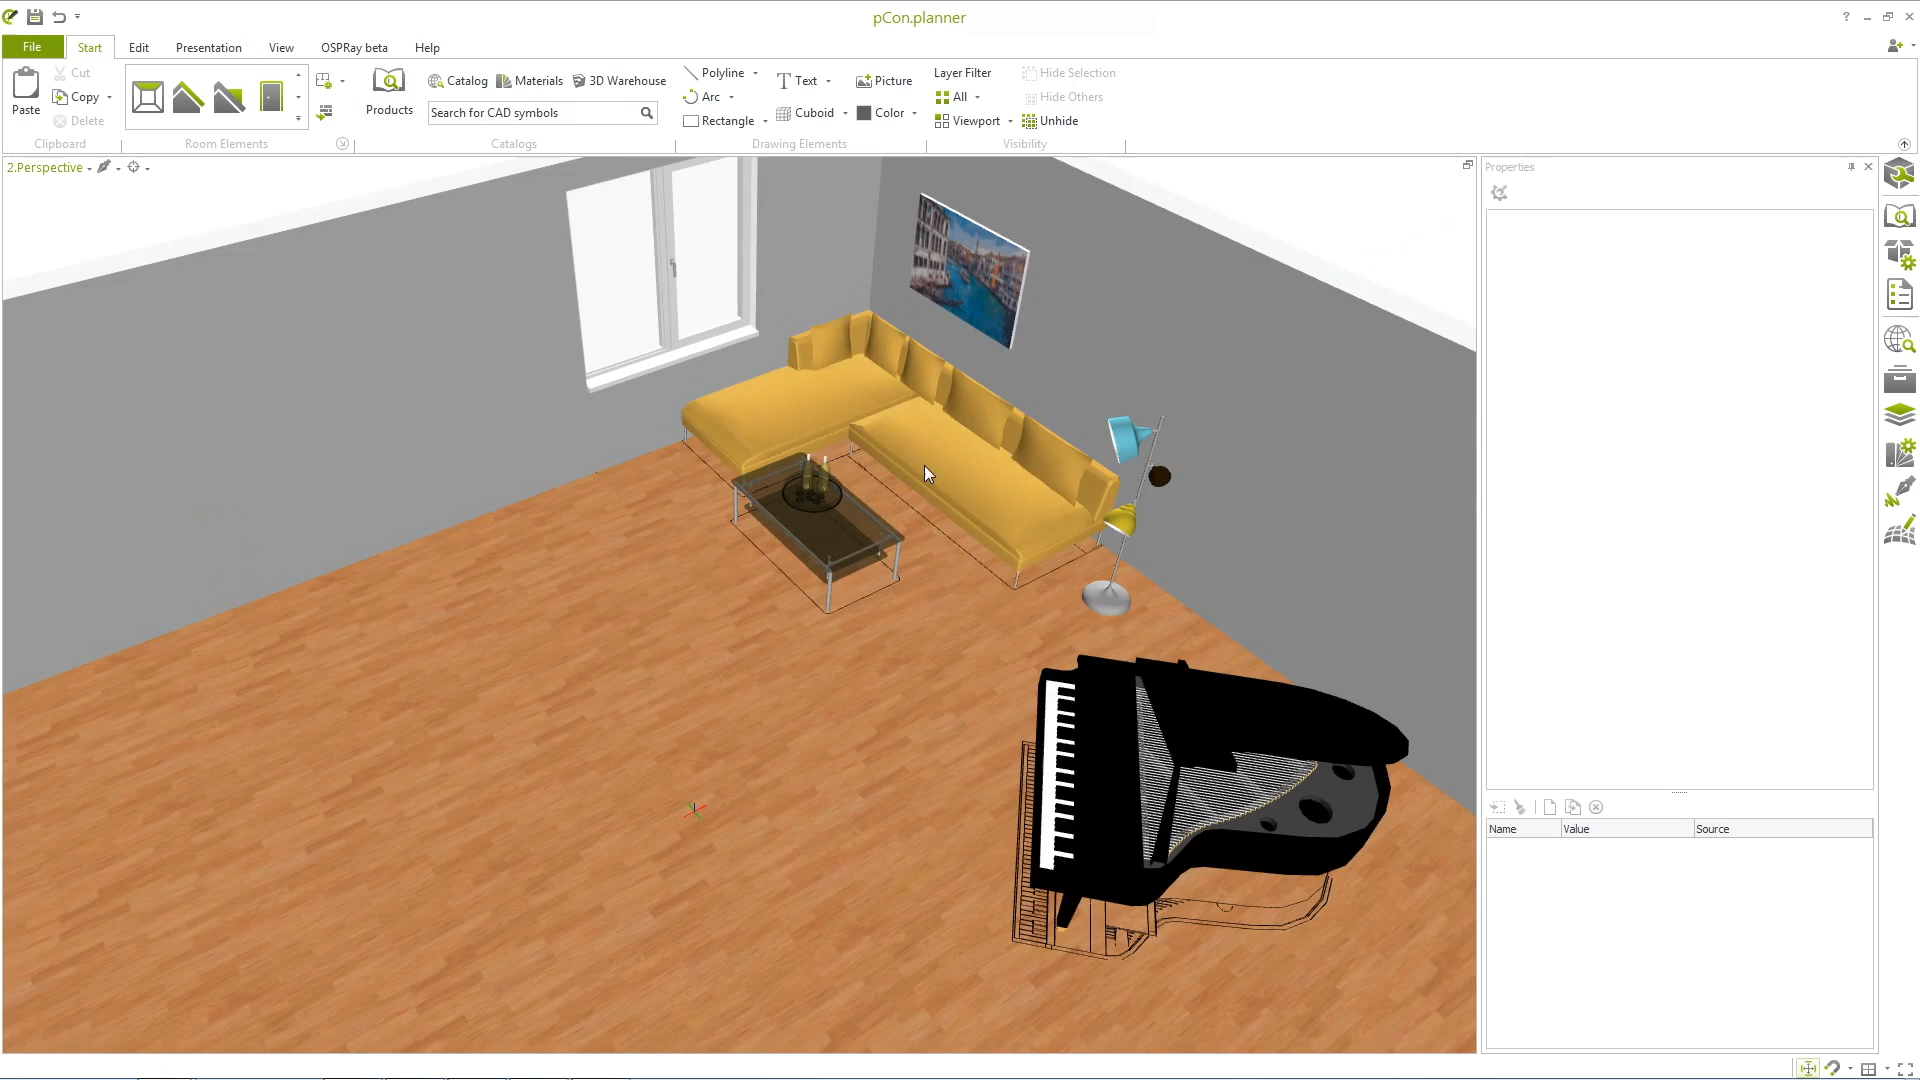 pCon.planner
?
File Start Edit Presentation View OSPRay beta Help
Paste
Cut
Copy
Delete
Clipboard
Room Elements
Products
Catalog Materials 3D Warehouse
Search for CAD symbols
Catalogs
Polyline
Arc
Rectangle
Text
Cuboid
Picture
Color
Drawing Elements
Layer Filter
All
Viewport
Hide Selection
Hide Others
Unhide
Visibility
2.Perspective
Properties
Name Value Source